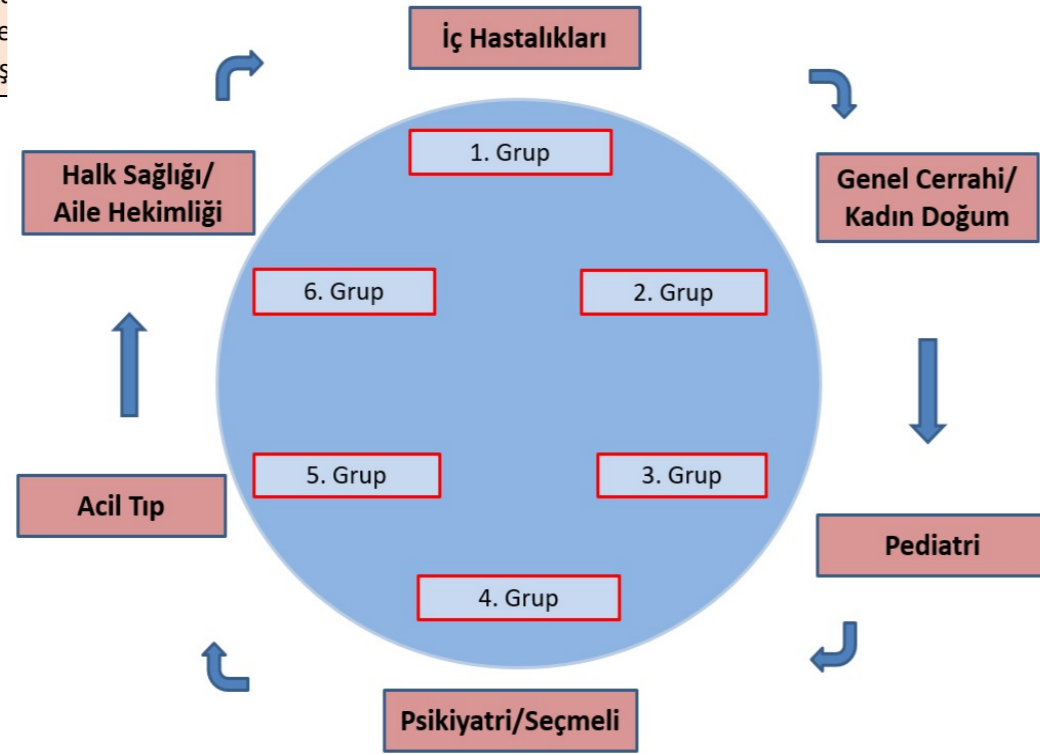 İç Hastalıkları
1. Grup
Halk Sağlığı/
Aile Hekimliği
Genel Cerrahi/
Kadın Doğum
6. Grup
2. Grup
5. Grup
3. Grup
Acil Tıp
Pediatri
4. Grup
Psikiyatri/Seçmeli